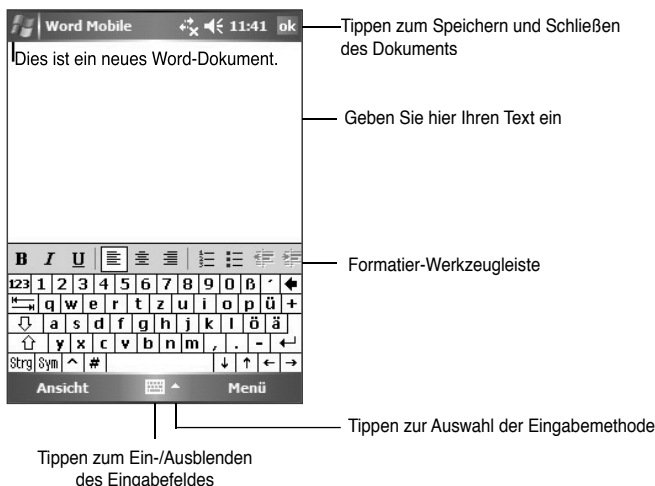 Word Mobile 11:41 ok
Tippen zum Speichern und Schließen
des Dokuments
Dies ist ein neues Word-Dokument.
Geben Sie hier Ihren Text ein
B I U
Formatier-Werkzeugleiste
123 1 2 3 4 5 6 7 8 9 0 ß ´
q w e r t z u i o p ü +
a s d f g h j k l ö ä
y x c v b n m , . -
Strg Sym ^ # ↓ ↑ ← →
Ansicht Menü
Tippen zur Auswahl der Eingabemethode
Tippen zum Ein-/Ausblenden
des Eingabefeldes